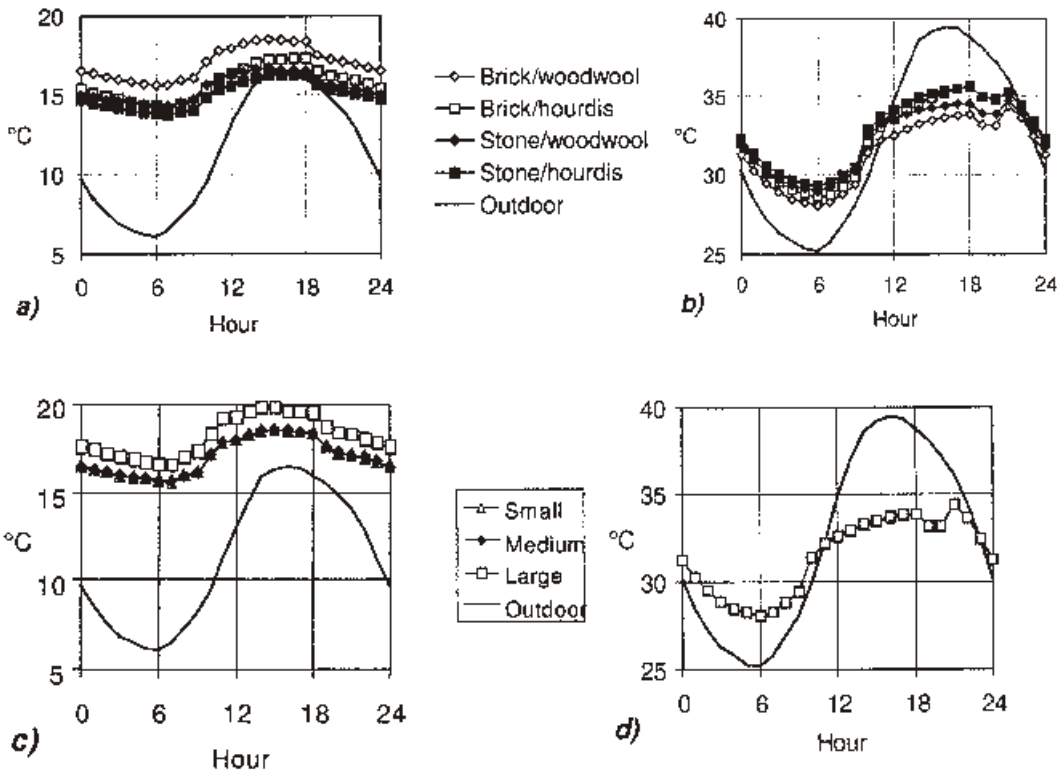 20
15
10
5
°C
0 6 12 18 24
a)
Hour
Brick/woodwool
Brick/hourdis
Stone/woodwool
Stone/hourdis
Outdoor
40
35
30
25
°C
0 6 12 18 24
b)
Hour
20
15
10
5
°C
0 6 12 18 24
c)
Hour
Small
Medium
Large
Outdoor
40
35
30
25
°C
0 6 12 18 24
d)
Hour